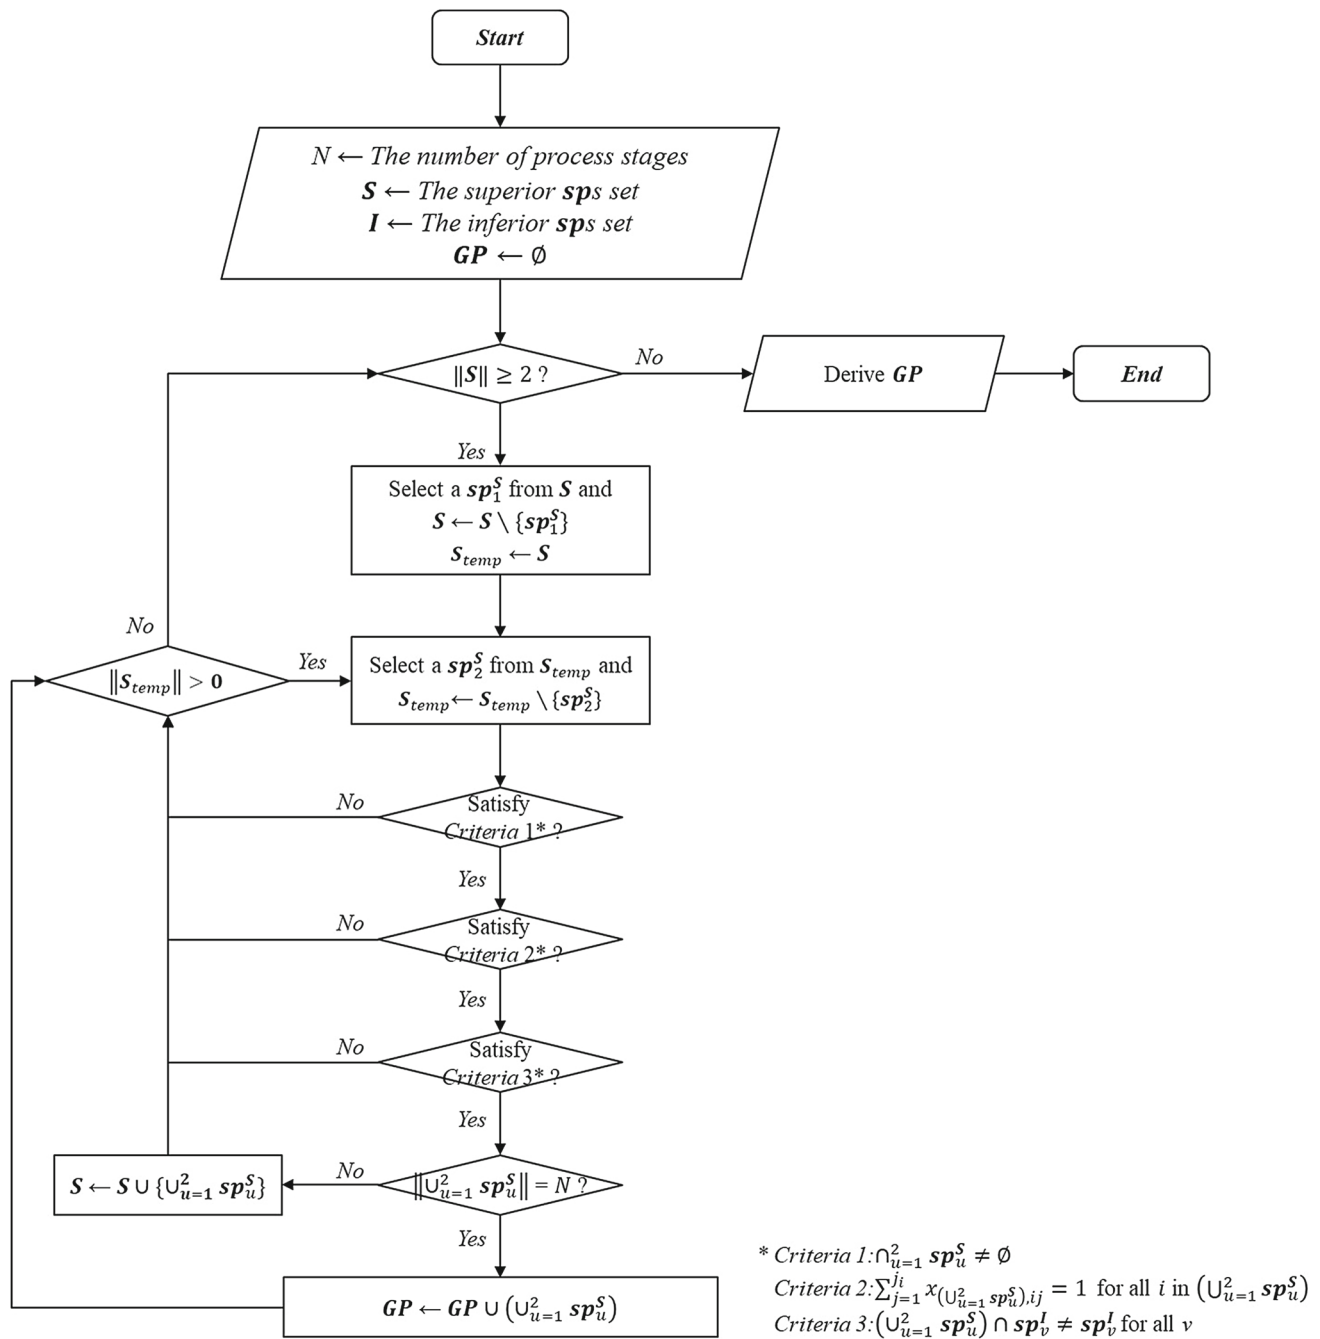 Start
N ← The number of process stages
S ← The superior sps set
I ← The inferior sps set
GP ← ∅
‖S‖ ≥ 2 ?
No
Derive GP
End
Yes
Select a sp₁ˢ from S and
S ← S \ {sp₁ˢ}
S_temp ← S
No
‖S_temp‖ > 0
Yes
Select a sp₂ˢ from S_temp and
S_temp ← S_temp \ {sp₂ˢ}
No
Satisfy
Criteria 1* ?
Yes
No
Satisfy
Criteria 2* ?
Yes
No
Satisfy
Criteria 3* ?
Yes
S ← S ∪ {∪²ᵤ₌₁ spᵤˢ}
No
‖∪²ᵤ₌₁ spᵤˢ‖ = N ?
Yes
GP ← GP ∪ (∪²ᵤ₌₁ spᵤˢ)
* Criteria 1: ∩²ᵤ₌₁ spᵤˢ ≠ ∅
Criteria 2: ∑_{j=1}^{j_i} x_{(∪²ᵤ₌₁ spᵤˢ),ij} = 1 for all i in (∪²ᵤ₌₁ spᵤˢ)
Criteria 3: (∪²ᵤ₌₁ spᵤˢ) ∩ spᵥᴵ ≠ spᵥᴵ for all v